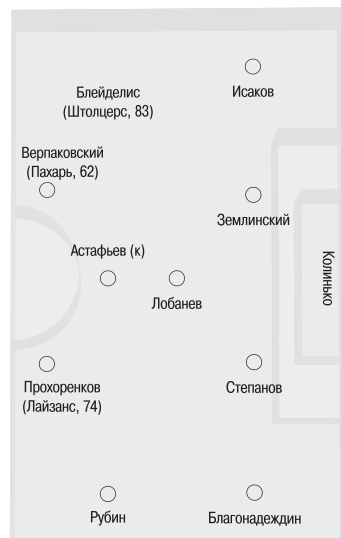 Исаков
Блейделис
(Штолцерс, 83)
Верпаковский
(Пахарь, 62)
Землинский
Астафьев (к)
Колинько
Лобанев
Прохоренков
(Лайзанс, 74)
Степанов
Рубин
Благонадеждин